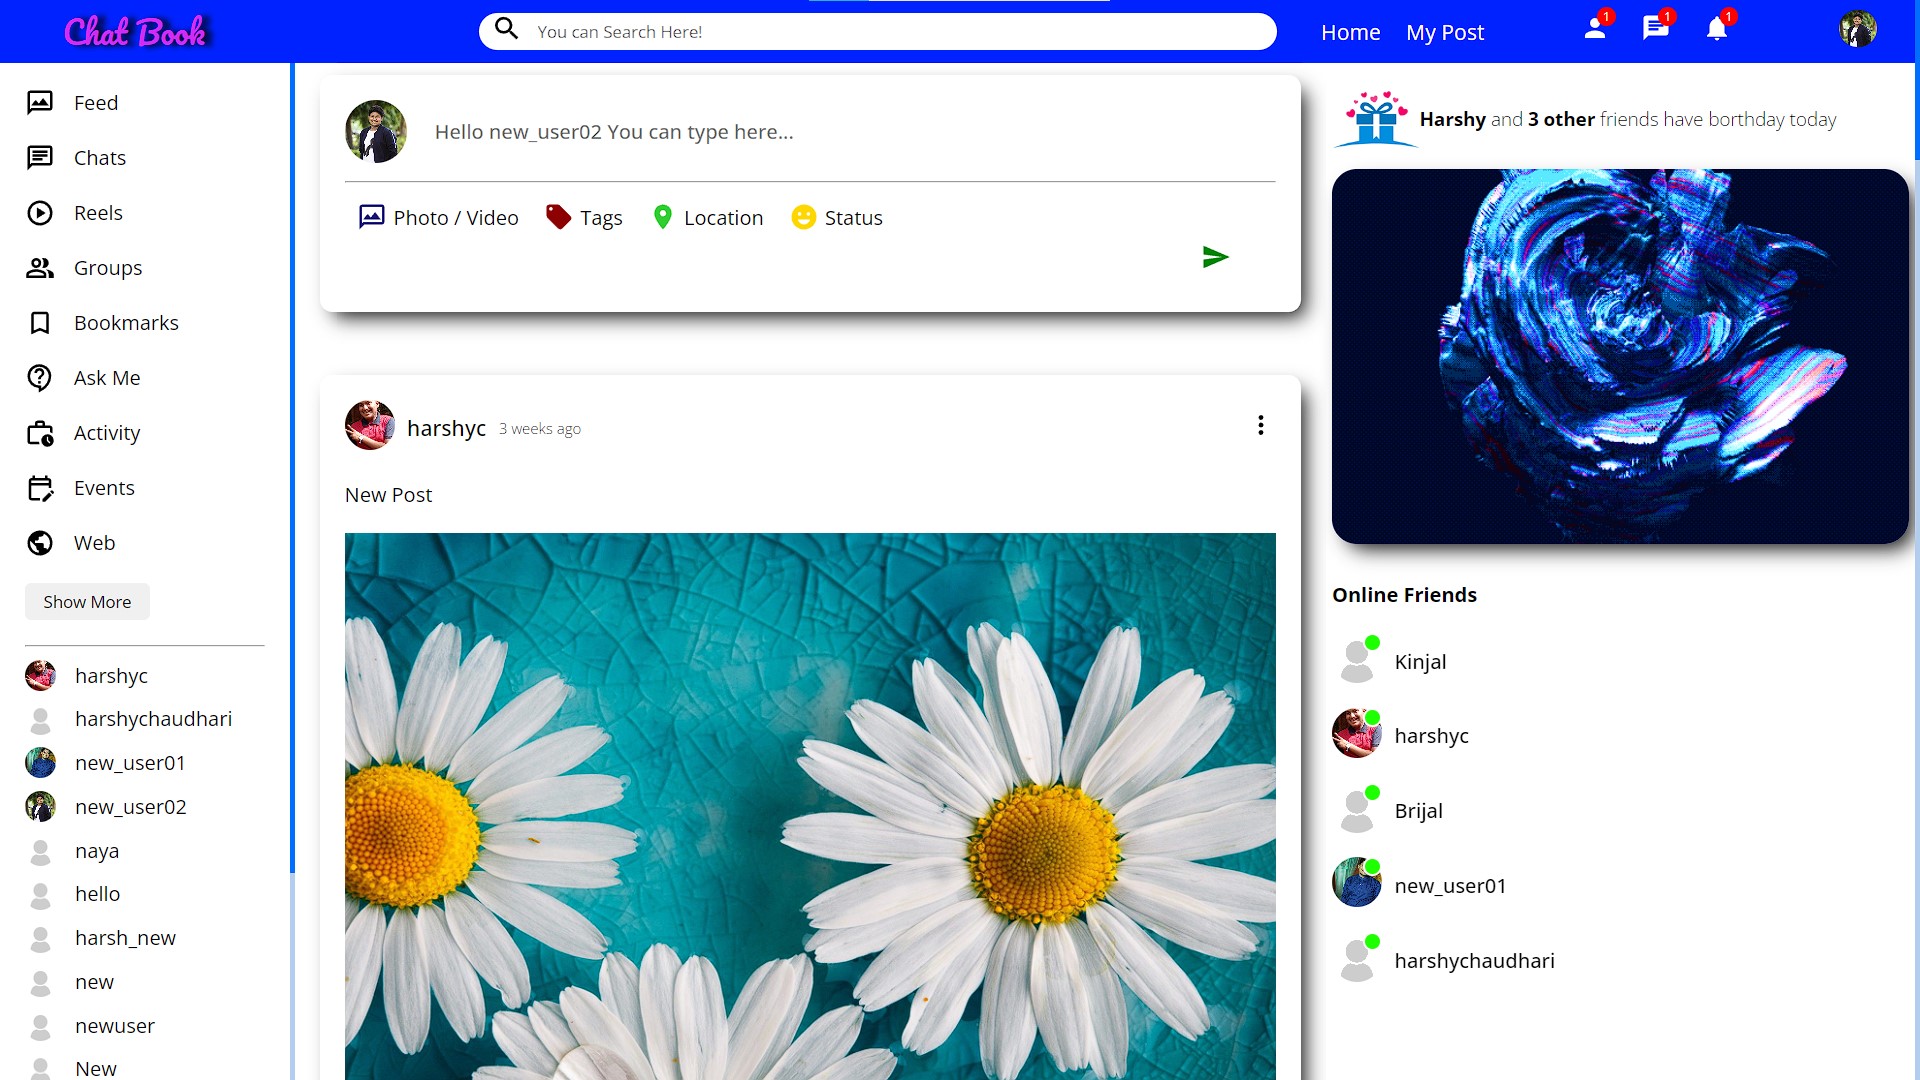 Chat Book
You can Search Here!
Home
My Post
1
1
1
Feed
Chats
Reels
Groups
Bookmarks
Ask Me
Activity
Events
Web
Show More
harshyc
harshychaudhari
new_user01
new_user02
naya
hello
harsh_new
new
newuser
New
Hello new_user02 You can type here...
Photo / Video
Tags
Location
Status
harshyc 3 weeks ago
New Post
Harshy and 3 other friends have borthday today
Online Friends
Kinjal
harshyc
Brijal
new_user01
harshychaudhari